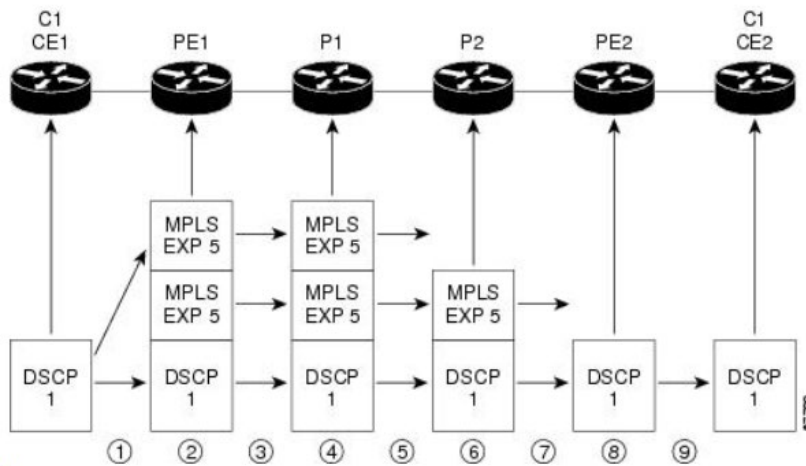 C1
CE1
PE1
P1
P2
PE2
C1
CE2
MPLS
EXP 5
MPLS
EXP 5
MPLS
EXP 5
MPLS
EXP 5
MPLS
EXP 5
DSCP
1
DSCP
1
DSCP
1
DSCP
1
DSCP
1
DSCP
1
① ② ③ ④ ⑤ ⑥ ⑦ ⑧ ⑨